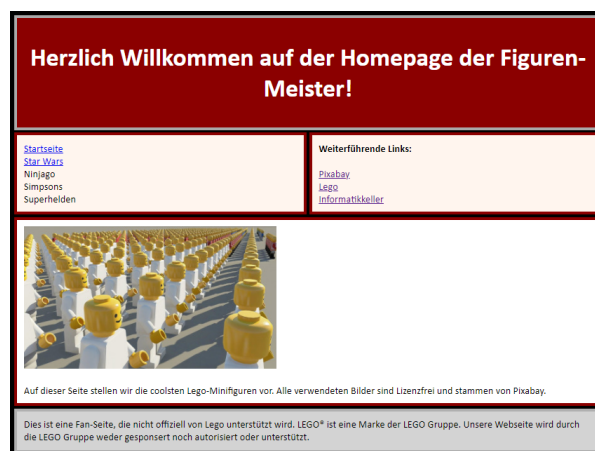 Herzlich Willkommen auf der Homepage der Figuren-
Meister!
Startseite
Star Wars
Ninjago
Simpsons
Superhelden
Weiterführende Links:
Pixabay
Lego
Informatikkeller
Auf dieser Seite stellen wir die coolsten Lego-Minifiguren vor. Alle verwendeten Bilder sind Lizenzfrei und stammen von Pixabay.
Dies ist eine Fan-Seite, die nicht offiziell von Lego unterstützt wird. LEGO® ist eine Marke der LEGO Gruppe. Unsere Webseite wird durch
die LEGO Gruppe weder gesponsert noch autorisiert oder unterstützt.